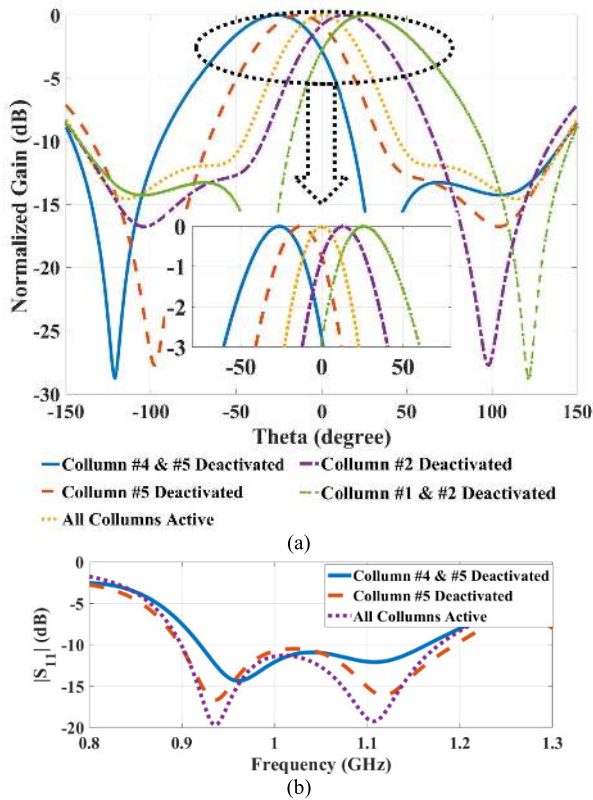 0
-5
-10
-15
-20
-25
-30
Normalized Gain (dB)
0
-1
-2
-3
-50 0 50
-150 -100 -50 0 50 100 150
Theta (degree)
Collumn #4 & #5 Deactivated
Collumn #2 Deactivated
Collumn #5 Deactivated
Collumn #1 & #2 Deactivated
All Collumns Active
(a)
0
-5
-10
-15
-20
|S11| (dB)
Collumn #4 & #5 Deactivated
Collumn #5 Deactivated
All Collumns Active
0.8 0.9 1 1.1 1.2 1.3
Frequency (GHz)
(b)